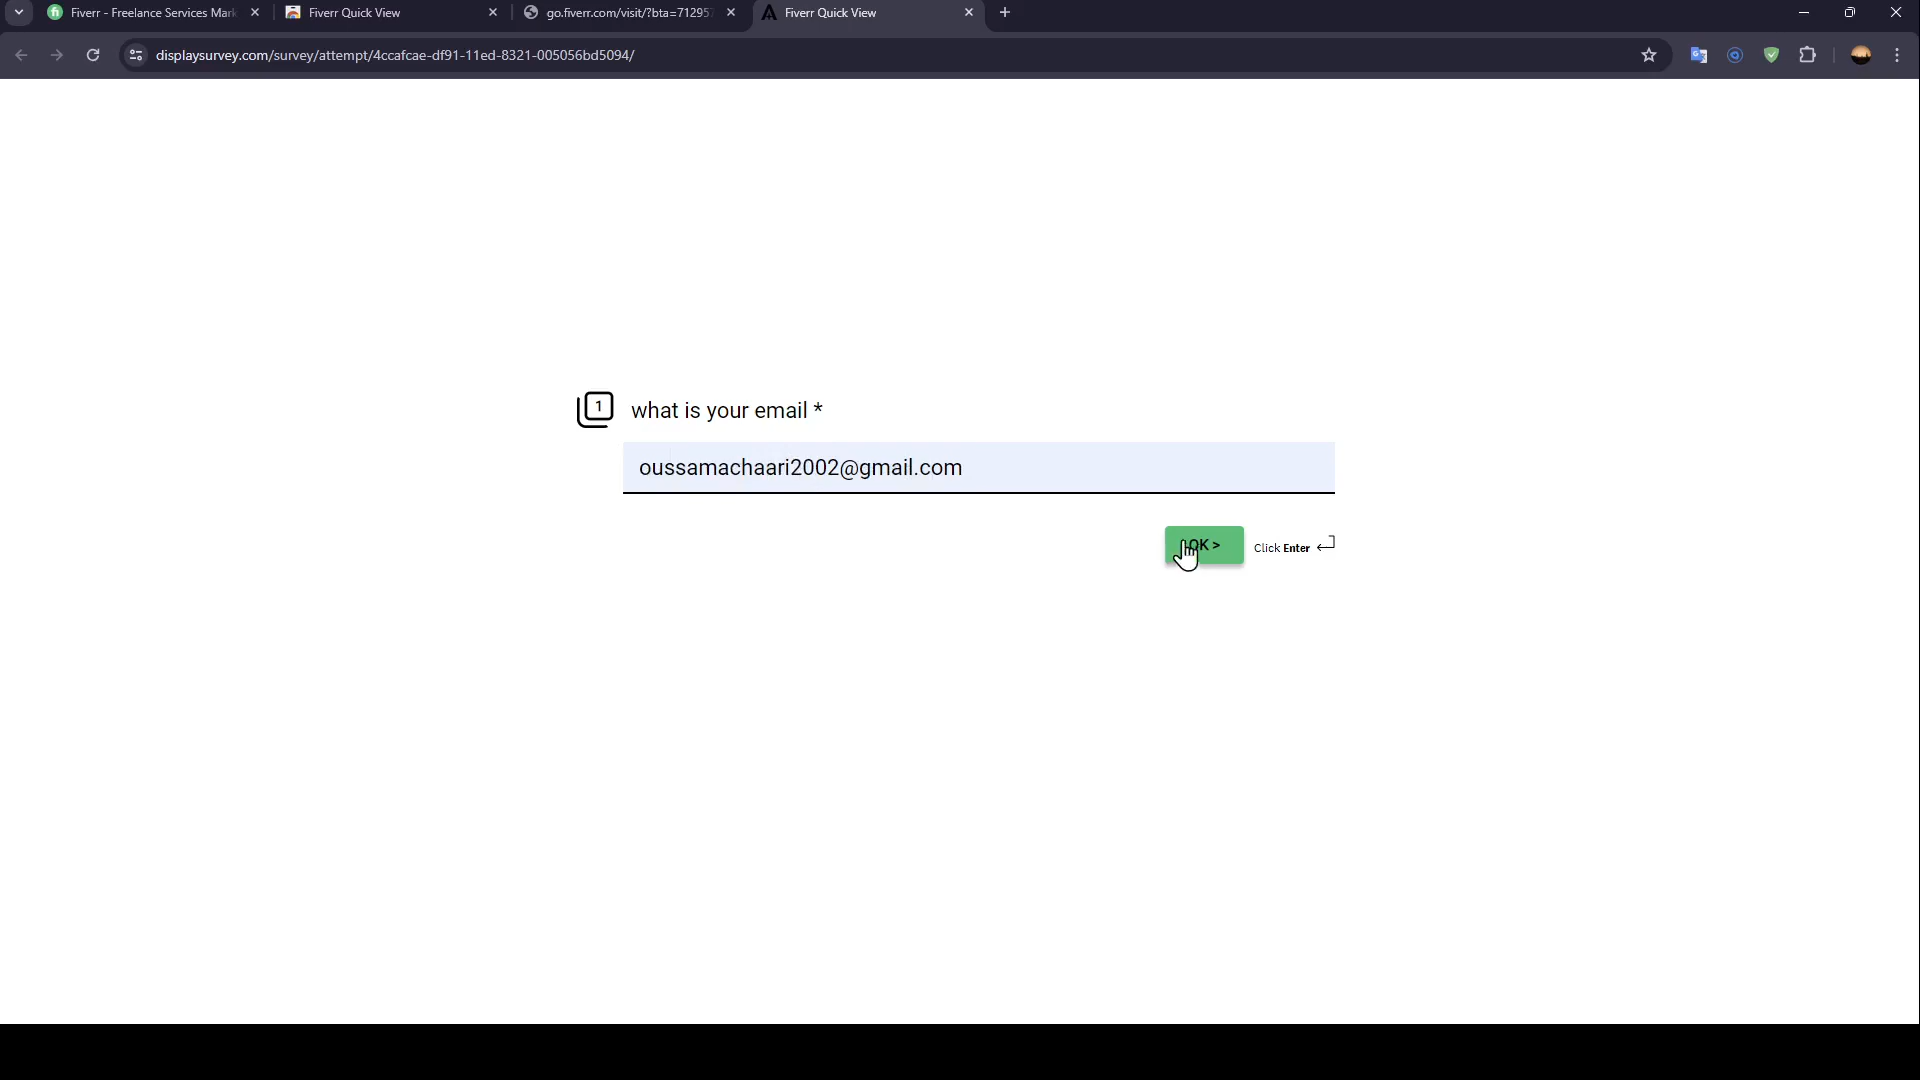 Fiverr - Freelance Services Mark
Fiverr Quick View
go.fiverr.com/visit/?bta=71295
Fiverr Quick View
displaysurvey.com/survey/attempt/4ccafcae-df91-11ed-8321-005056bd5094/
1 what is your email *
oussamachaari2002@gmail.com
OK >
Click Enter